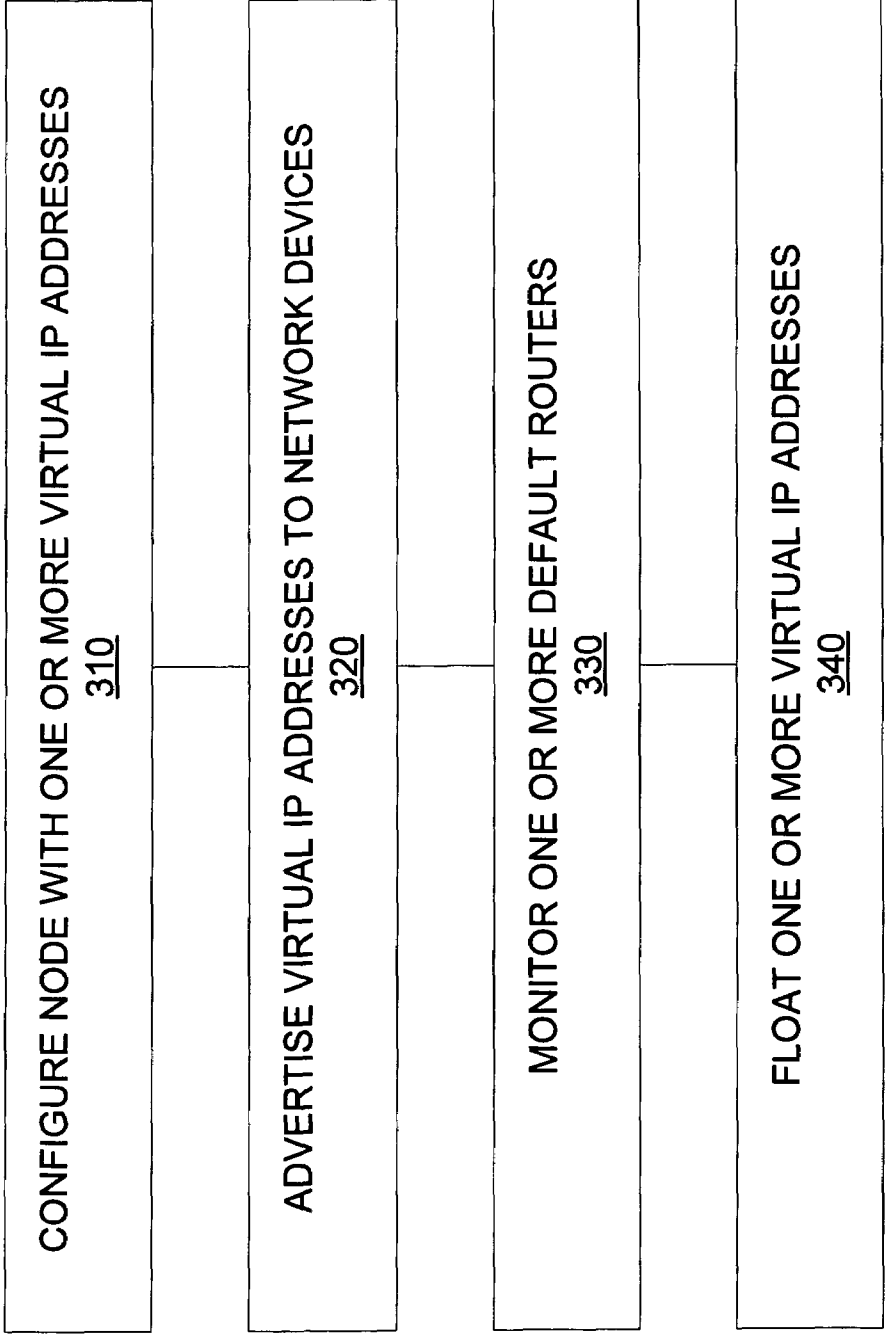 CONFIGURE NODE WITH ONE OR MORE VIRTUAL IP ADDRESSES
310
ADVERTISE VIRTUAL IP ADDRESSES TO NETWORK DEVICES
320
MONITOR ONE OR MORE DEFAULT ROUTERS
330
FLOAT ONE OR MORE VIRTUAL IP ADDRESSES
340